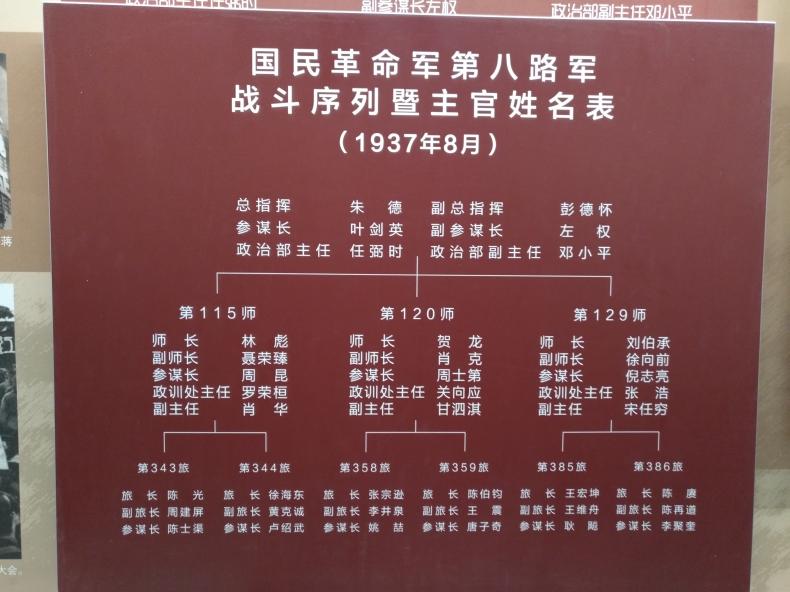 政治部主任任弼时
副参谋长左权
政治部副主任邓小平
国民革命军第八路军
战斗序列暨主官姓名表
（1937年8月）
总指挥 朱德 副总指挥 彭德怀
参谋长 叶剑英 副参谋长 左权
政治部主任 任弼时 政治部副主任 邓小平
第115师 第120师 第129师
师长 林彪 师长 贺龙 师长 刘伯承
副师长 聂荣臻 副师长 肖克 副师长 徐向前
参谋长 周昆 参谋长 周士第 参谋长 倪志亮
政训处主任 罗荣桓 政训处主任 关向应 政训处主任 张浩
副主任 肖华 副主任 甘泗淇 副主任 宋任穷
第343旅 第344旅 第358旅 第359旅 第385旅 第386旅
旅长 陈光 旅长 徐海东 旅长 张宗逊 旅长 陈伯钧 旅长 王宏坤 旅长 陈赓
副旅长 周建屏 副旅长 黄克诚 副旅长 李井泉 副旅长 王震 副旅长 王维舟 副旅长 陈再道
参谋长 陈士渠 参谋长 卢绍武 参谋长 姚喆 参谋长 唐子奇 参谋长 耿飚 参谋长 李聚奎
蒋
大会。